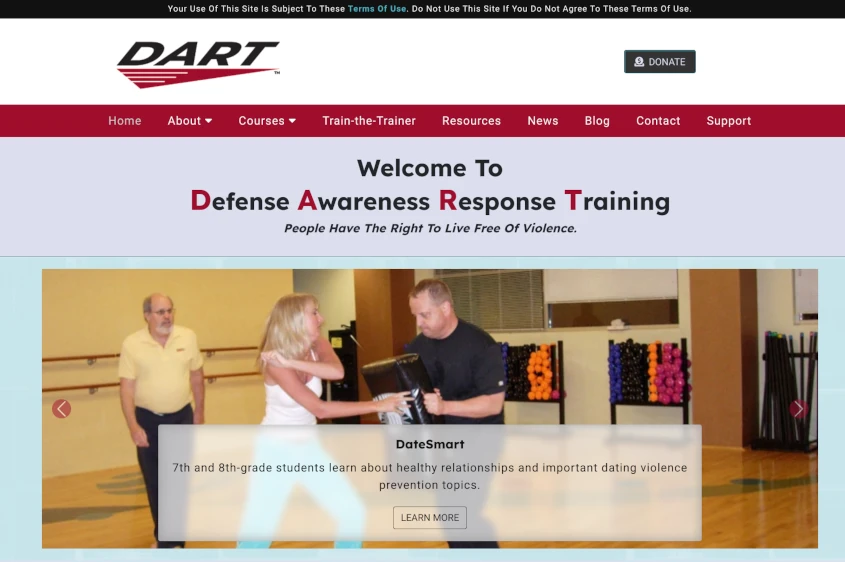 Your Use Of This Site Is Subject To These Terms Of Use. Do Not Use This Site If You Do Not Agree To These Terms Of Use.
DART™
DONATE
Home About Courses Train-the-Trainer Resources News Blog Contact Support
Welcome To
Defense Awareness Response Training
People Have The Right To Live Free Of Violence.
DateSmart
7th and 8th-grade students learn about healthy relationships and important dating violence
prevention topics.
LEARN MORE